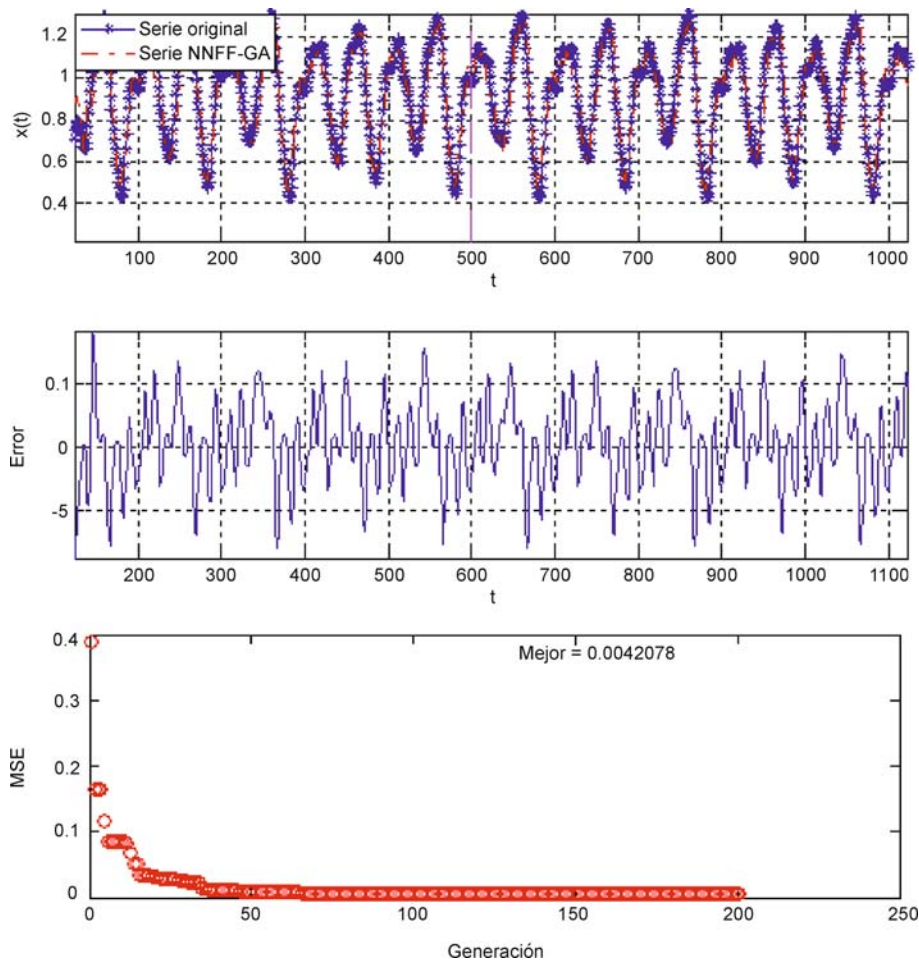 Serie original
Serie NNFF-GA
1.2
1
0.8
0.6
0.4
x(t)
100 200 300 400 500 600 700 800 900 1000
t
0.1
0
-5
Error
200 300 400 500 600 700 800 900 1000 1100
t
Mejor = 0.0042078
0.4
0.3
0.2
0.1
0
MSE
0 50 100 150 200 250
Generación